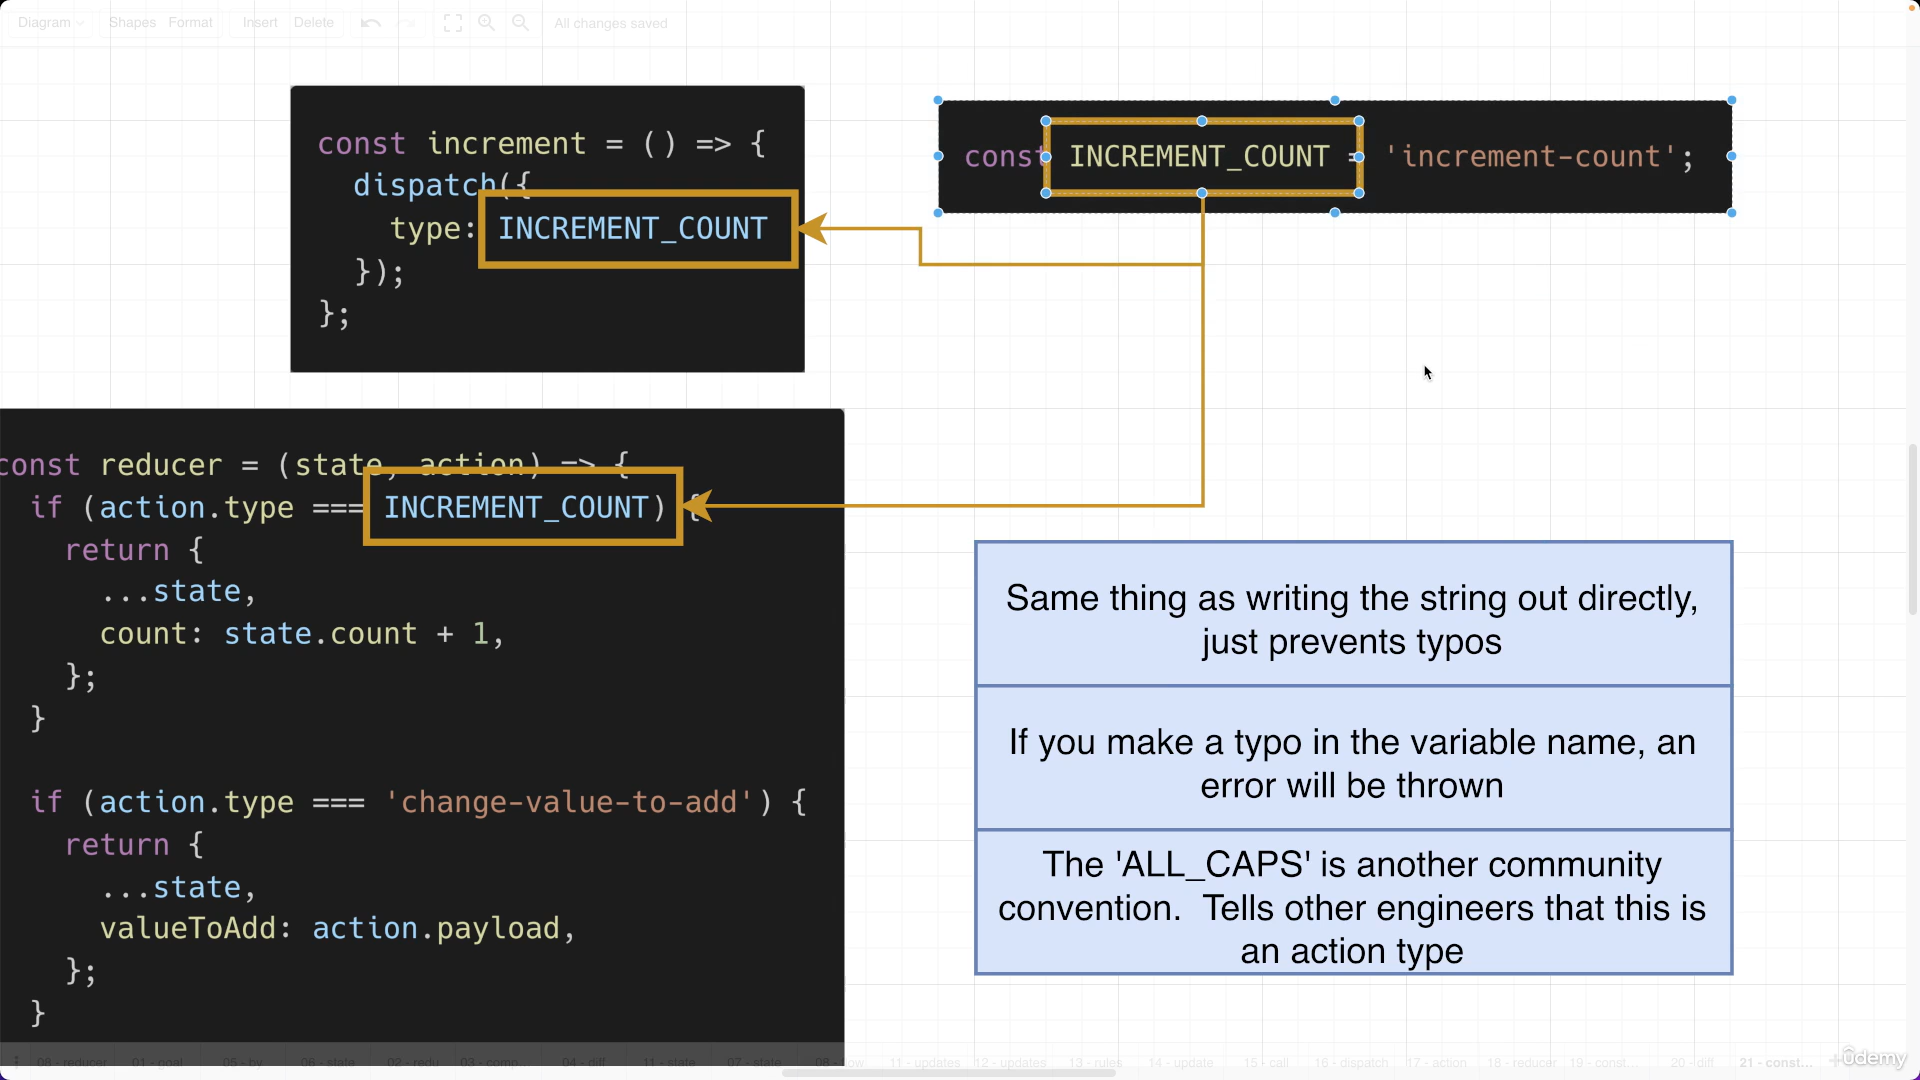 Diagram Shapes Format Insert Delete All changes saved
const increment = () => {
dispatch({
type: INCREMENT_COUNT
});
};
const INCREMENT_COUNT = 'increment-count';
const reducer = (state, action) => {
if (action.type === INCREMENT_COUNT) {
return {
...state,
count: state.count + 1,
};
}
if (action.type === 'change-value-to-add') {
return {
...state,
valueToAdd: action.payload,
};
}
Same thing as writing the string out directly,
just prevents typos
If you make a typo in the variable name, an
error will be thrown
The 'ALL_CAPS' is another community
convention. Tells other engineers that this is
an action type
08 - reducer 01 - goal 05 - by 06 - state 02 - redu 03 - comp... 04 - diff 11 - state 07 - state 08 - 11 - updates 12 - updates 13 - rules 14 - update 15 - call 16 - dispatch 17 - action 18 - reducer 19 - const... 20 - diff 21 - const...
ûdemy